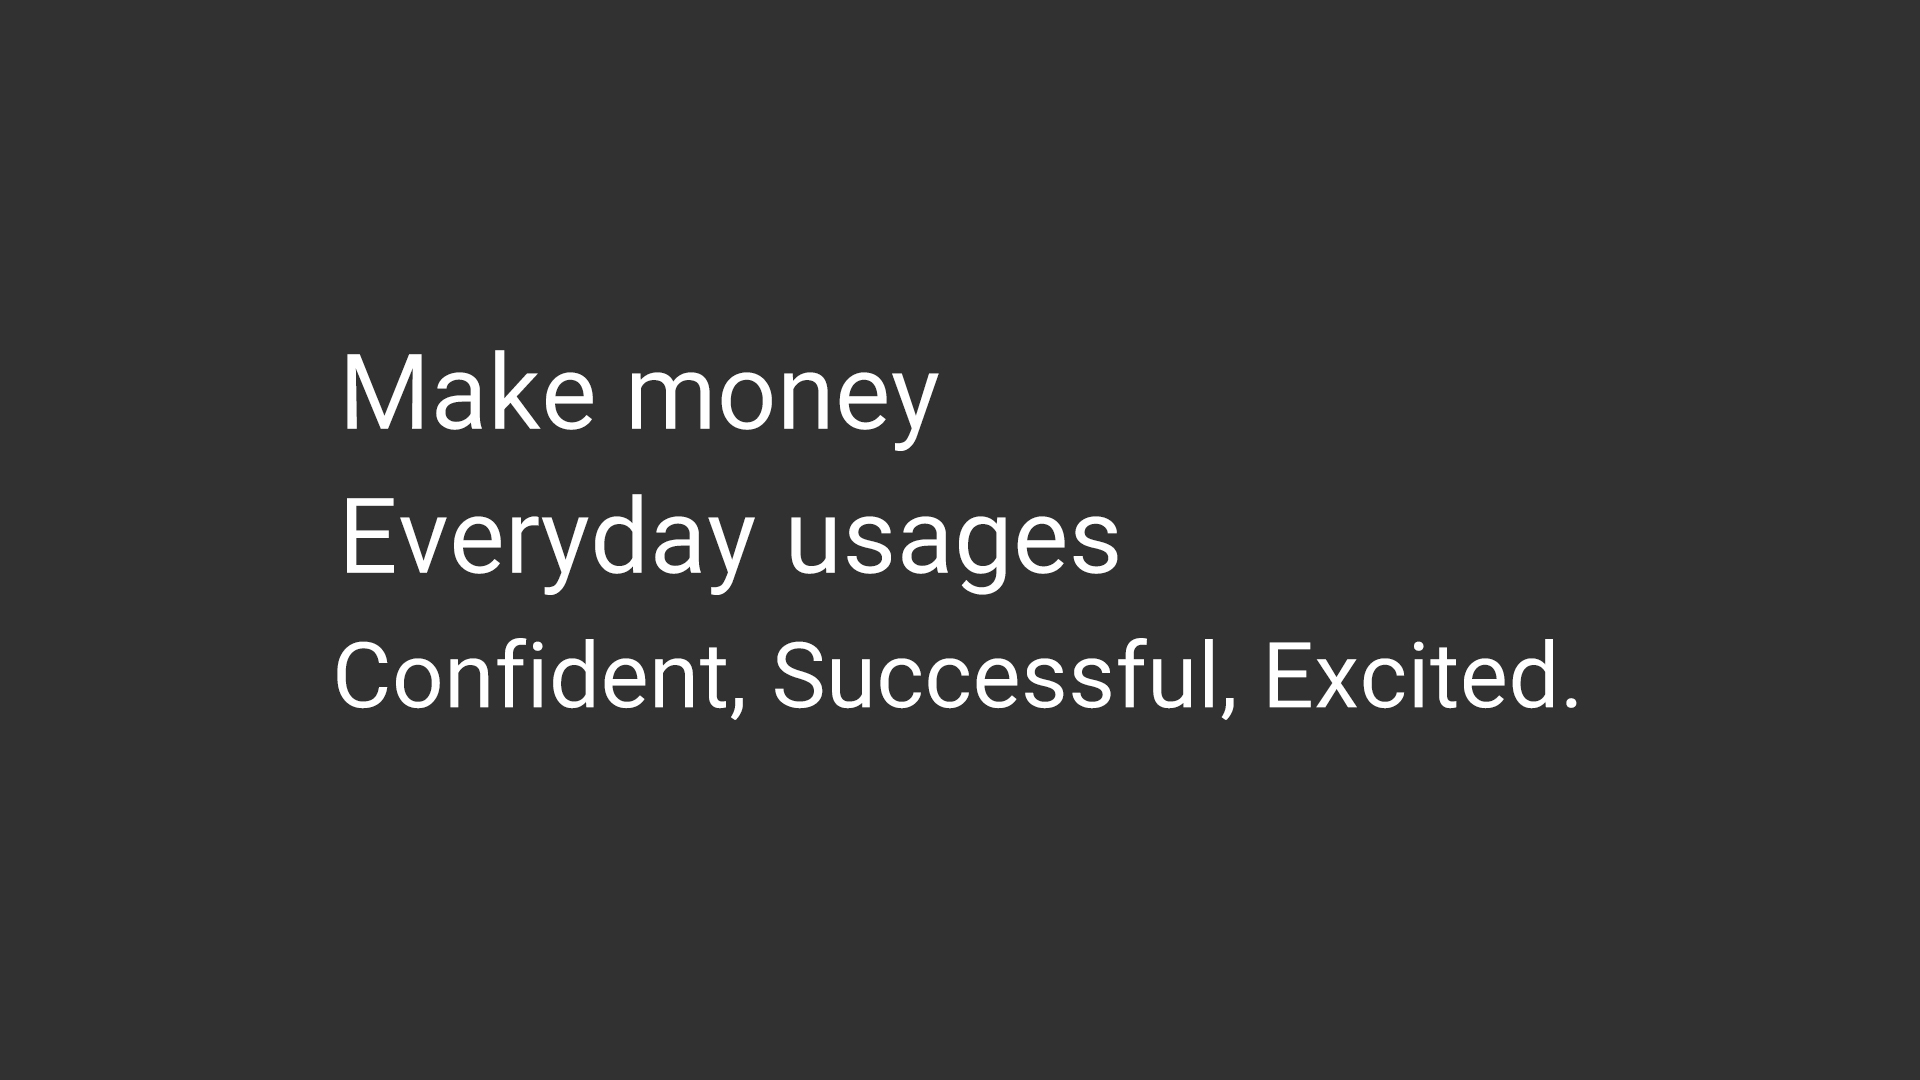 Make money
Everyday usages
Confident, Successful, Excited.